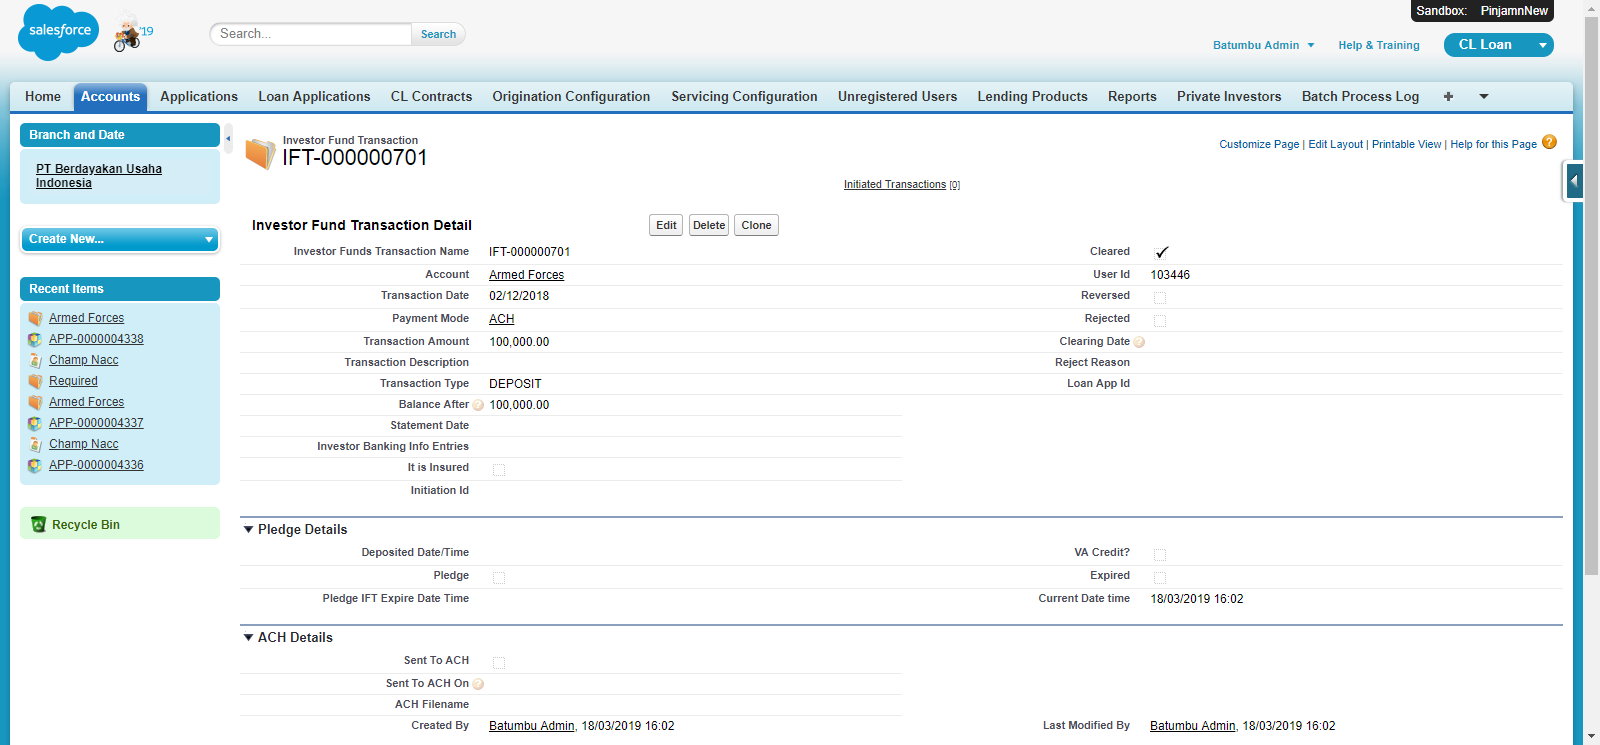 Sandbox: PinjamnNew
salesforce
'19
Search...
Search
Batumbu Admin
Help & Training
CL Loan
Home
Accounts
Applications
Loan Applications
CL Contracts
Origination Configuration
Servicing Configuration
Unregistered Users
Lending Products
Reports
Private Investors
Batch Process Log
+
Branch and Date
PT Berdayakan Usaha
Indonesia
Create New...
Recent Items
Armed Forces
APP-0000004338
Champ Nacc
Required
Armed Forces
APP-0000004337
Champ Nacc
APP-0000004336
Recycle Bin
Investor Fund Transaction
IFT-000000701
Customize Page | Edit Layout | Printable View | Help for this Page ?
Initiated Transactions [0]
Investor Fund Transaction Detail
Edit
Delete
Clone
Investor Funds Transaction Name IFT-000000701
Cleared
Account Armed Forces
User Id 103446
Transaction Date 02/12/2018
Reversed
Payment Mode ACH
Rejected
Transaction Amount 100,000.00
Clearing Date ?
Transaction Description
Reject Reason
Transaction Type DEPOSIT
Loan App Id
Balance After ? 100,000.00
Statement Date
Investor Banking Info Entries
It is Insured
Initiation Id
Pledge Details
Deposited Date/Time
VA Credit?
Pledge
Expired
Pledge IFT Expire Date Time
Current Date time 18/03/2019 16:02
ACH Details
Sent To ACH
Sent To ACH On ?
ACH Filename
Created By Batumbu Admin, 18/03/2019 16:02
Last Modified By Batumbu Admin, 18/03/2019 16:02